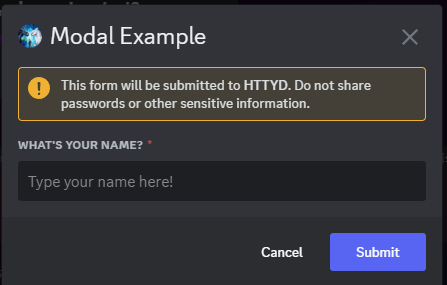 Modal Example
This form will be submitted to HTTYD. Do not share
passwords or other sensitive information.
WHAT'S YOUR NAME? *
Type your name here!
Cancel
Submit